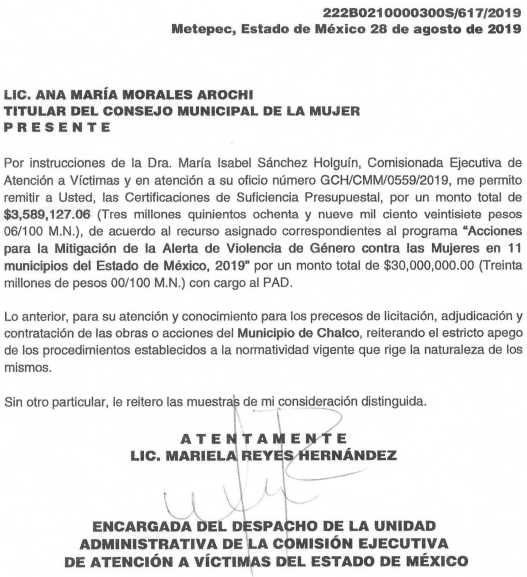 222B0210000300S/617/2019
Metepec, Estado de México 28 de agosto de 2019
LIC. ANA MARÍA MORALES AROCHI
TITULAR DEL CONSEJO MUNICIPAL DE LA MUJER
P R E S E N T E
Por instrucciones de la Dra. María Isabel Sánchez Holguín, Comisionada Ejecutiva de
Atención a Víctimas y en atención a su oficio número GCH/CMM/0559/2019, me permito
remitir a Usted, las Certificaciones de Suficiencia Presupuestal, por un monto total de
$3,589,127.06 (Tres millones quinientos ochenta y nueve mil ciento veintisiete pesos
06/100 M.N.), de acuerdo al recurso asignado correspondientes al programa “Acciones
para la Mitigación de la Alerta de Violencia de Género contra las Mujeres en 11
municipios del Estado de México, 2019” por un monto total de $30,000,000.00 (Treinta
millones de pesos 00/100 M.N.) con cargo al PAD.
Lo anterior, para su atención y conocimiento para los precesos de licitación, adjudicación y
contratación de las obras o acciones del Municipio de Chalco, reiterando el estricto apego
de los procedimientos establecidos a la normatividad vigente que rige la naturaleza de los
mismos.
Sin otro particular, le reitero las muestras de mi consideración distinguida.
A T E N T A M E N T E
LIC. MARIELA REYES HERNÁNDEZ
ENCARGADA DEL DESPACHO DE LA UNIDAD
ADMINISTRATIVA DE LA COMISIÓN EJECUTIVA
DE ATENCIÓN A VÍCTIMAS DEL ESTADO DE MÉXICO